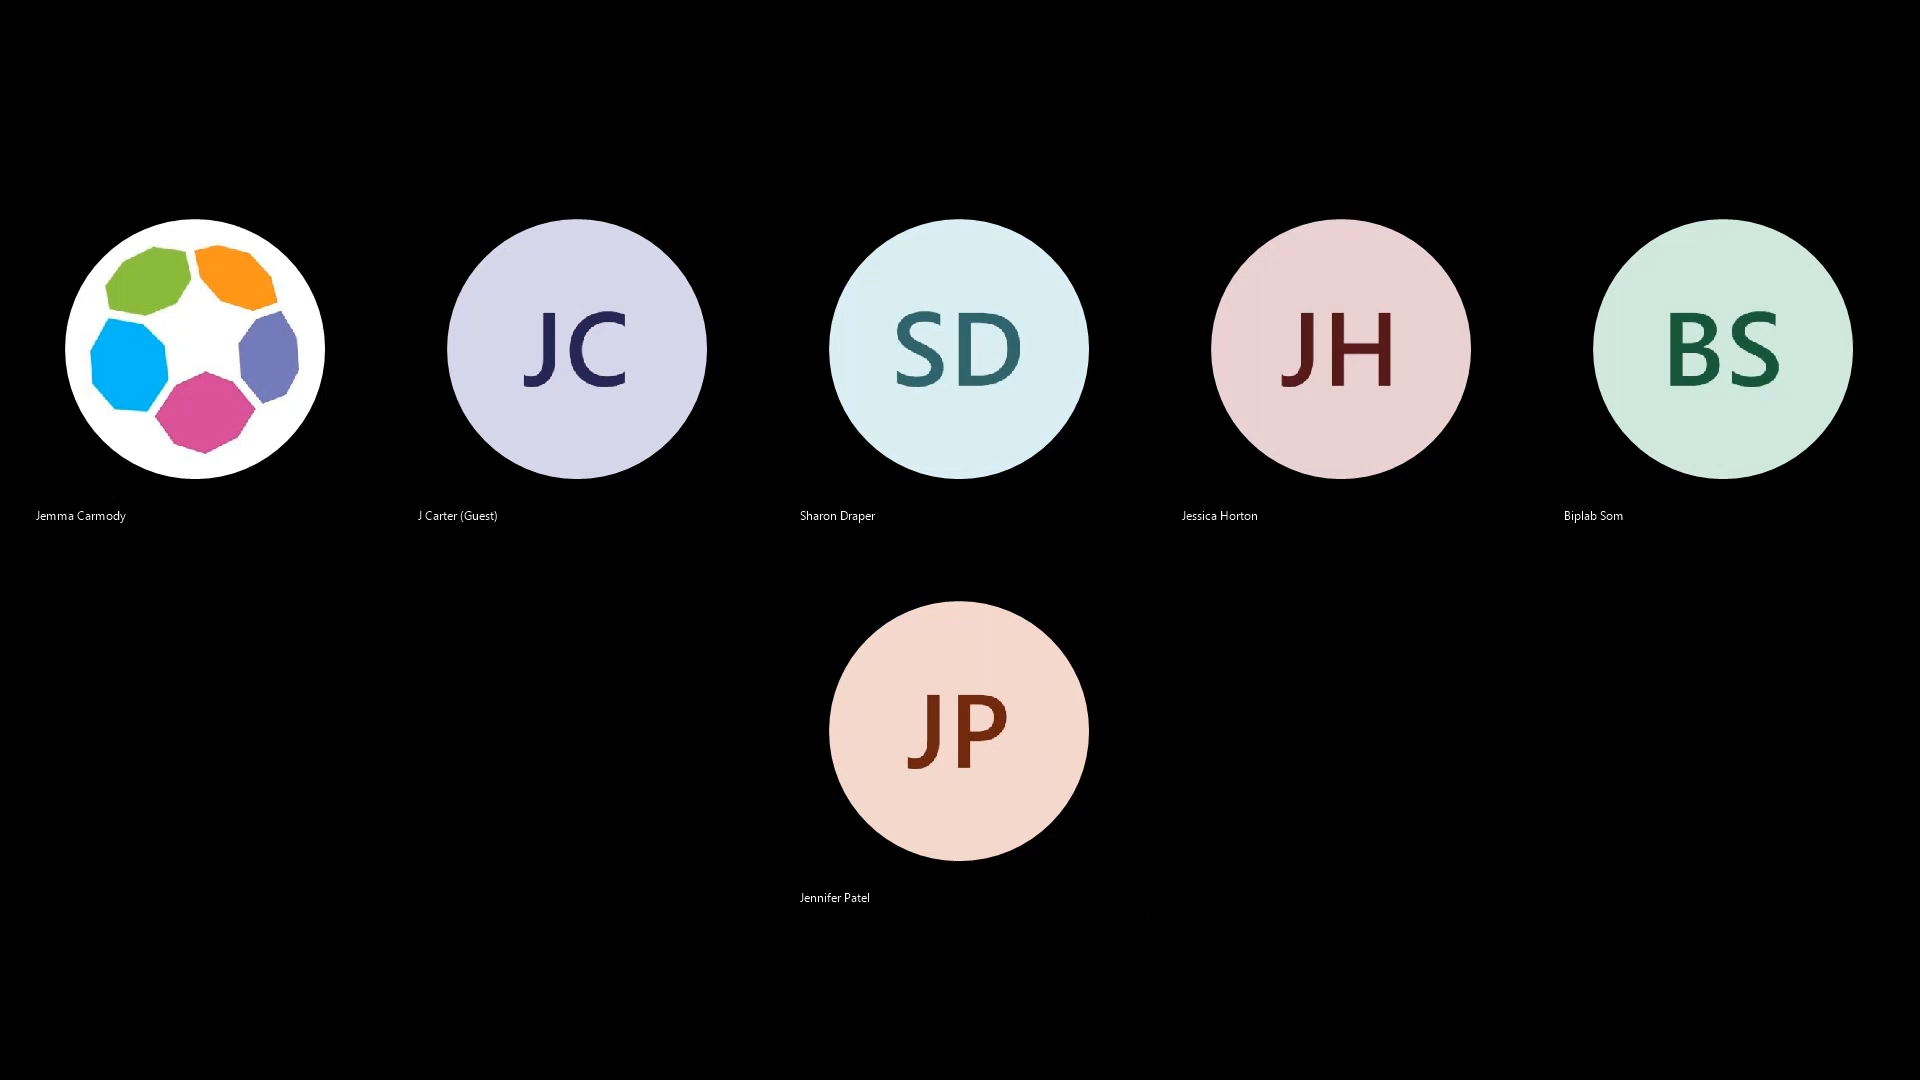 JC
SD
JH
BS
Jemma Carmody
J Carter (Guest)
Sharon Draper
Jessica Horton
Biplab Som
JP
Jennifer Patel